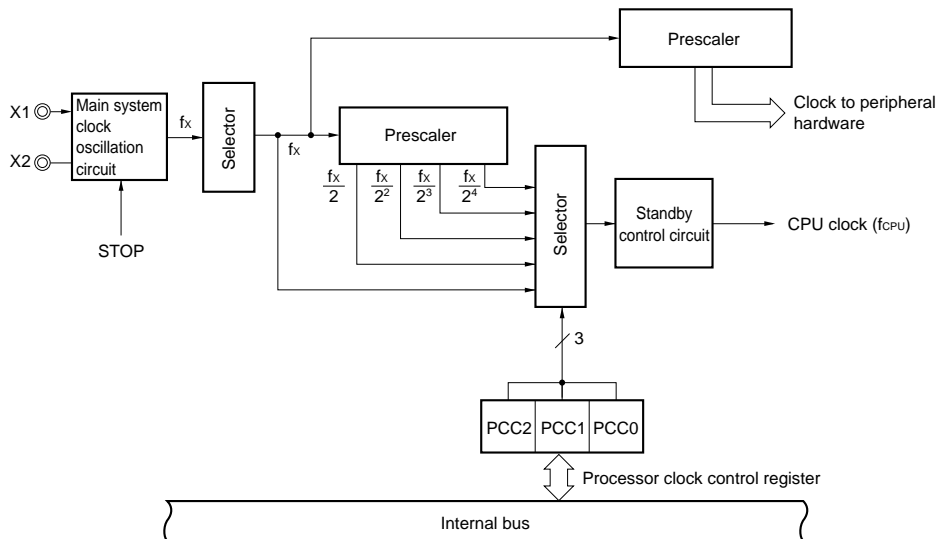 Prescaler
X1
X2
Main system
clock
oscillation
circuit
fX
Selector
fX
Prescaler
Clock to peripheral
hardware
fX/2
fX/2²
fX/2³
fX/2⁴
STOP
Selector
Standby
control circuit
CPU clock (fCPU)
3
PCC2 PCC1 PCC0
Processor clock control register
Internal bus